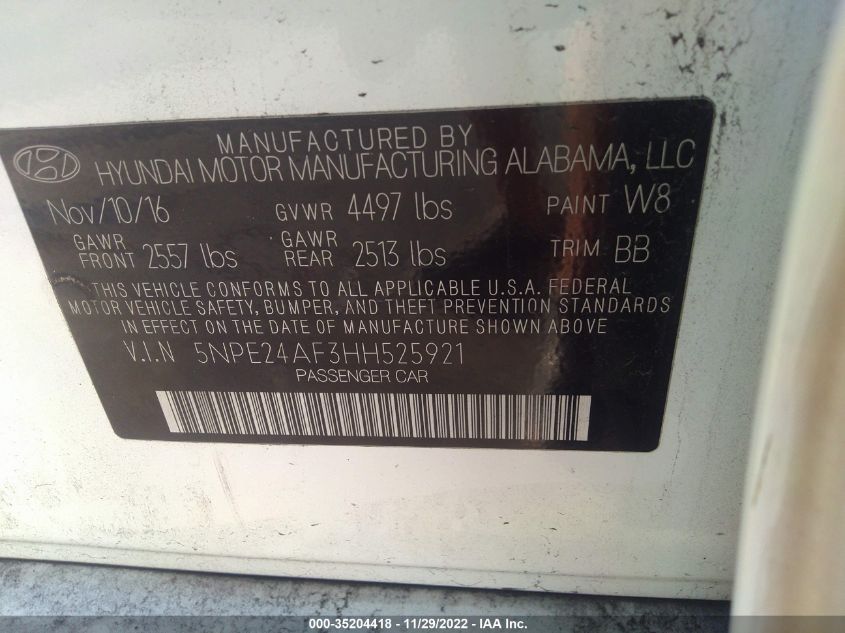 MANUFACTURED BY
HYUNDAI MOTOR MANUFACTURING ALABAMA, LLC
Nov/10/16 GVWR 4497 lbs PAINT W8
GAWR FRONT 2557 lbs GAWR REAR 2513 lbs TRIM BB
THIS VEHICLE CONFORMS TO ALL APPLICABLE U.S.A. FEDERAL
MOTOR VEHICLE SAFETY, BUMPER, AND THEFT PREVENTION STANDARDS
IN EFFECT ON THE DATE OF MANUFACTURE SHOWN ABOVE
V.I.N 5NPE24AF3HH525921
PASSENGER CAR
000-35204418 - 11/29/2022 - IAA Inc.